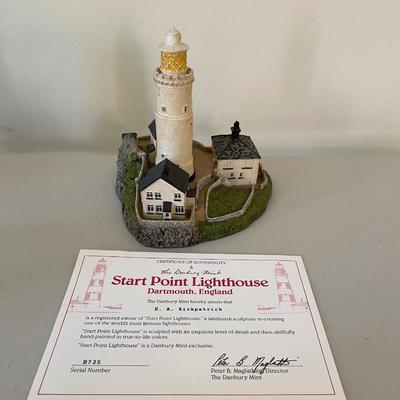 CERTIFICATE OF AUTHENTICITY
The Danbury Mint
Start Point Lighthouse
Dartmouth, England
The Danbury Mint hereby attests that
E. A. Kirkpatrick
is a registered owner of "Start Point Lighthouse," a landmark sculpture re-creating
one of the world's most famous lighthouses.
"Start Point Lighthouse" is sculpted with an exquisite level of detail and then skillfully
hand-painted in true-to-life colors.
"Start Point Lighthouse" is a Danbury Mint exclusive.
B725
Serial Number
Peter B. Maglathlin
Peter B. Maglathlin, Director
The Danbury Mint